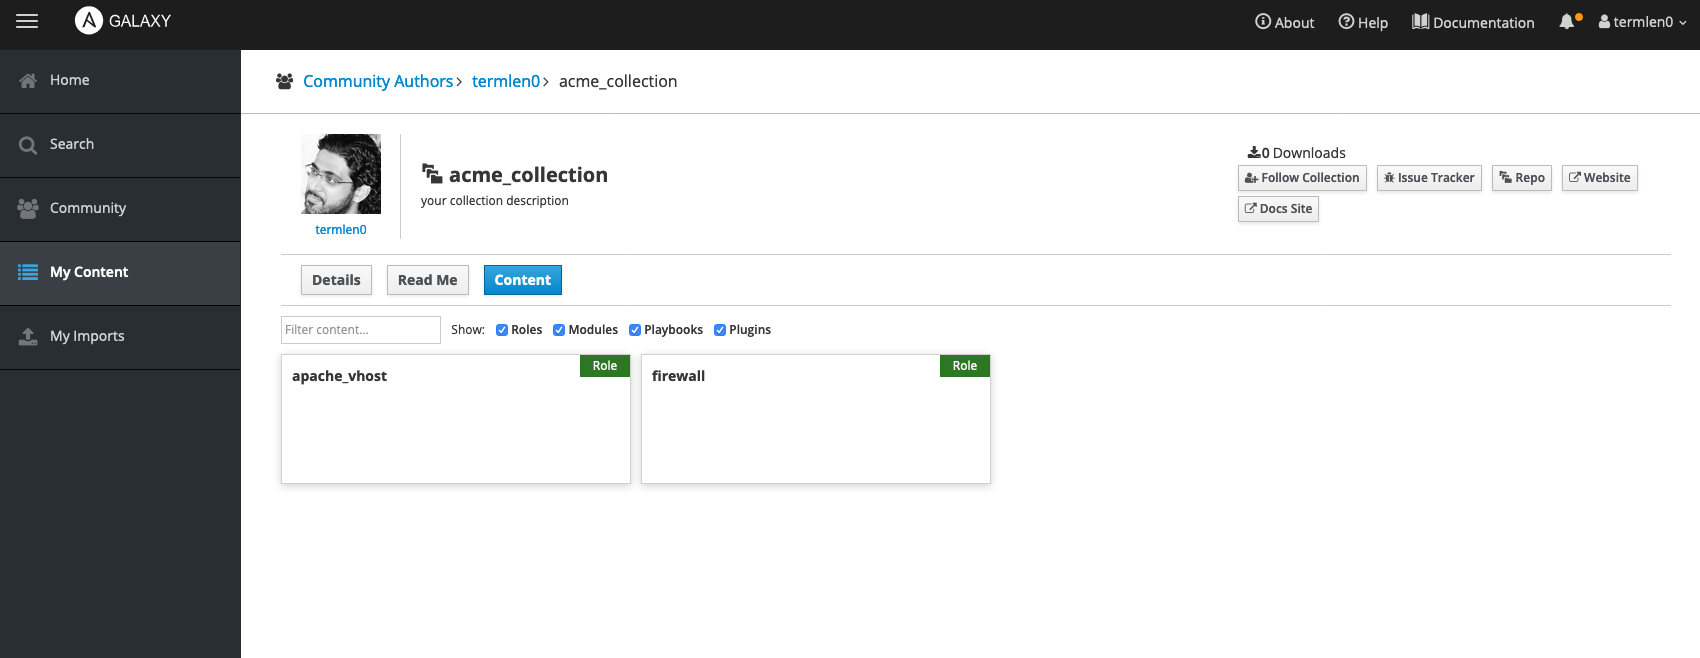 GALAXY
About
Help
Documentation
termlen0
Home
Search
Community
My Content
My Imports
Community Authors › termlen0 › acme_collection
termlen0
acme_collection
your collection description
0 Downloads
Follow Collection
Issue Tracker
Repo
Website
Docs Site
Details
Read Me
Content
Filter content...
Show: Roles Modules Playbooks Plugins
apache_vhost
Role
firewall
Role